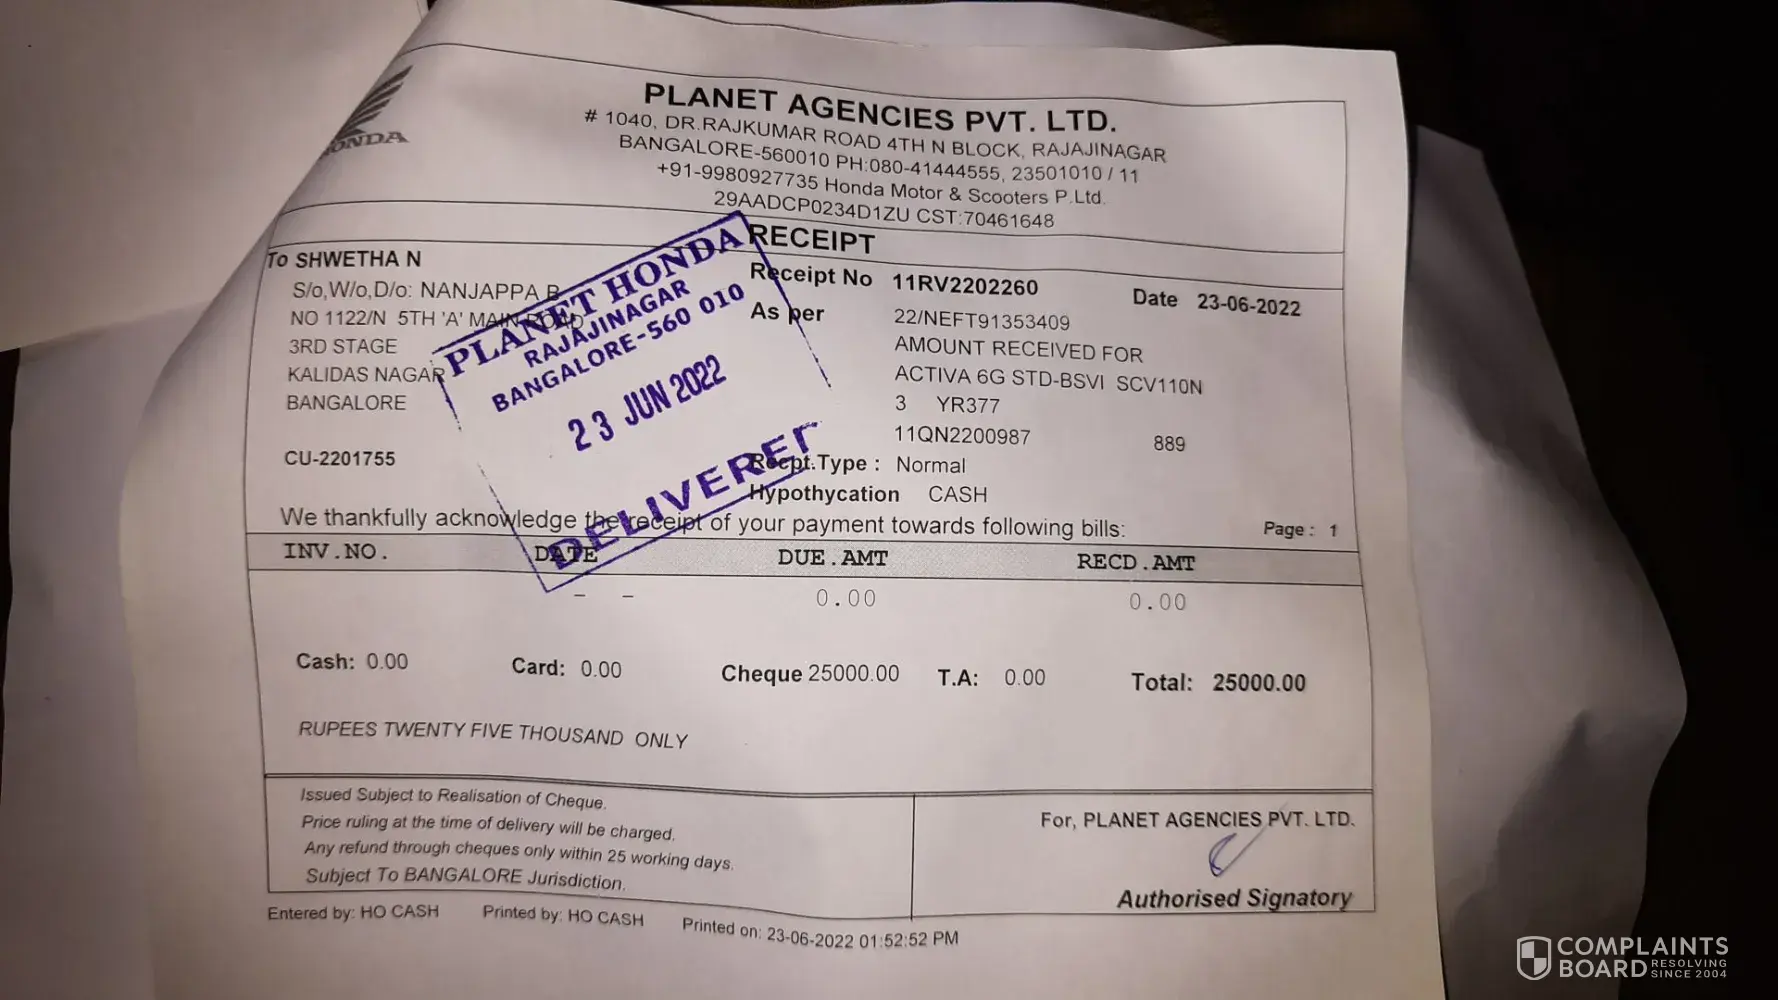 HONDA
PLANET AGENCIES PVT. LTD.
# 1040, DR.RAJKUMAR ROAD 4TH N BLOCK, RAJAJINAGAR
BANGALORE-560010 PH:080-41444555, 23501010 / 11
+91-9980927735 Honda Motor & Scooters P.Ltd.
29AADCP0234D1ZU CST:70461648
RECEIPT
To SHWETHA N
S/o,W/o,D/o: NANJAPPA B
NO 1122/N 5TH 'A' MAIN ROAD
3RD STAGE
KALIDAS NAGAR
BANGALORE
CU-2201755
PLANET HONDA
RAJAJINAGAR
BANGALORE-560 010
23 JUN 2022
DELIVERED
Receipt No 11RV2202260 Date 23-06-2022
As per 22/NEFT91353409
AMOUNT RECEIVED FOR
ACTIVA 6G STD-BSVI SCV110N
3 YR377
11QN2200987 889
Recpt.Type : Normal
Hypothycation CASH
We thankfully acknowledge the receipt of your payment towards following bills: Page : 1
INV.NO. DATE DUE.AMT RECD.AMT
- - 0.00 0.00
Cash: 0.00 Card: 0.00 Cheque 25000.00 T.A: 0.00 Total: 25000.00
RUPEES TWENTY FIVE THOUSAND ONLY
Issued Subject to Realisation of Cheque.
Price ruling at the time of delivery will be charged.
Any refund through cheques only within 25 working days.
Subject To BANGALORE Jurisdiction.
For, PLANET AGENCIES PVT. LTD.
Authorised Signatory
Entered by: HO CASH Printed by: HO CASH Printed on: 23-06-2022 01:52:52 PM
COMPLAINTS
BOARD RESOLVING SINCE 2004